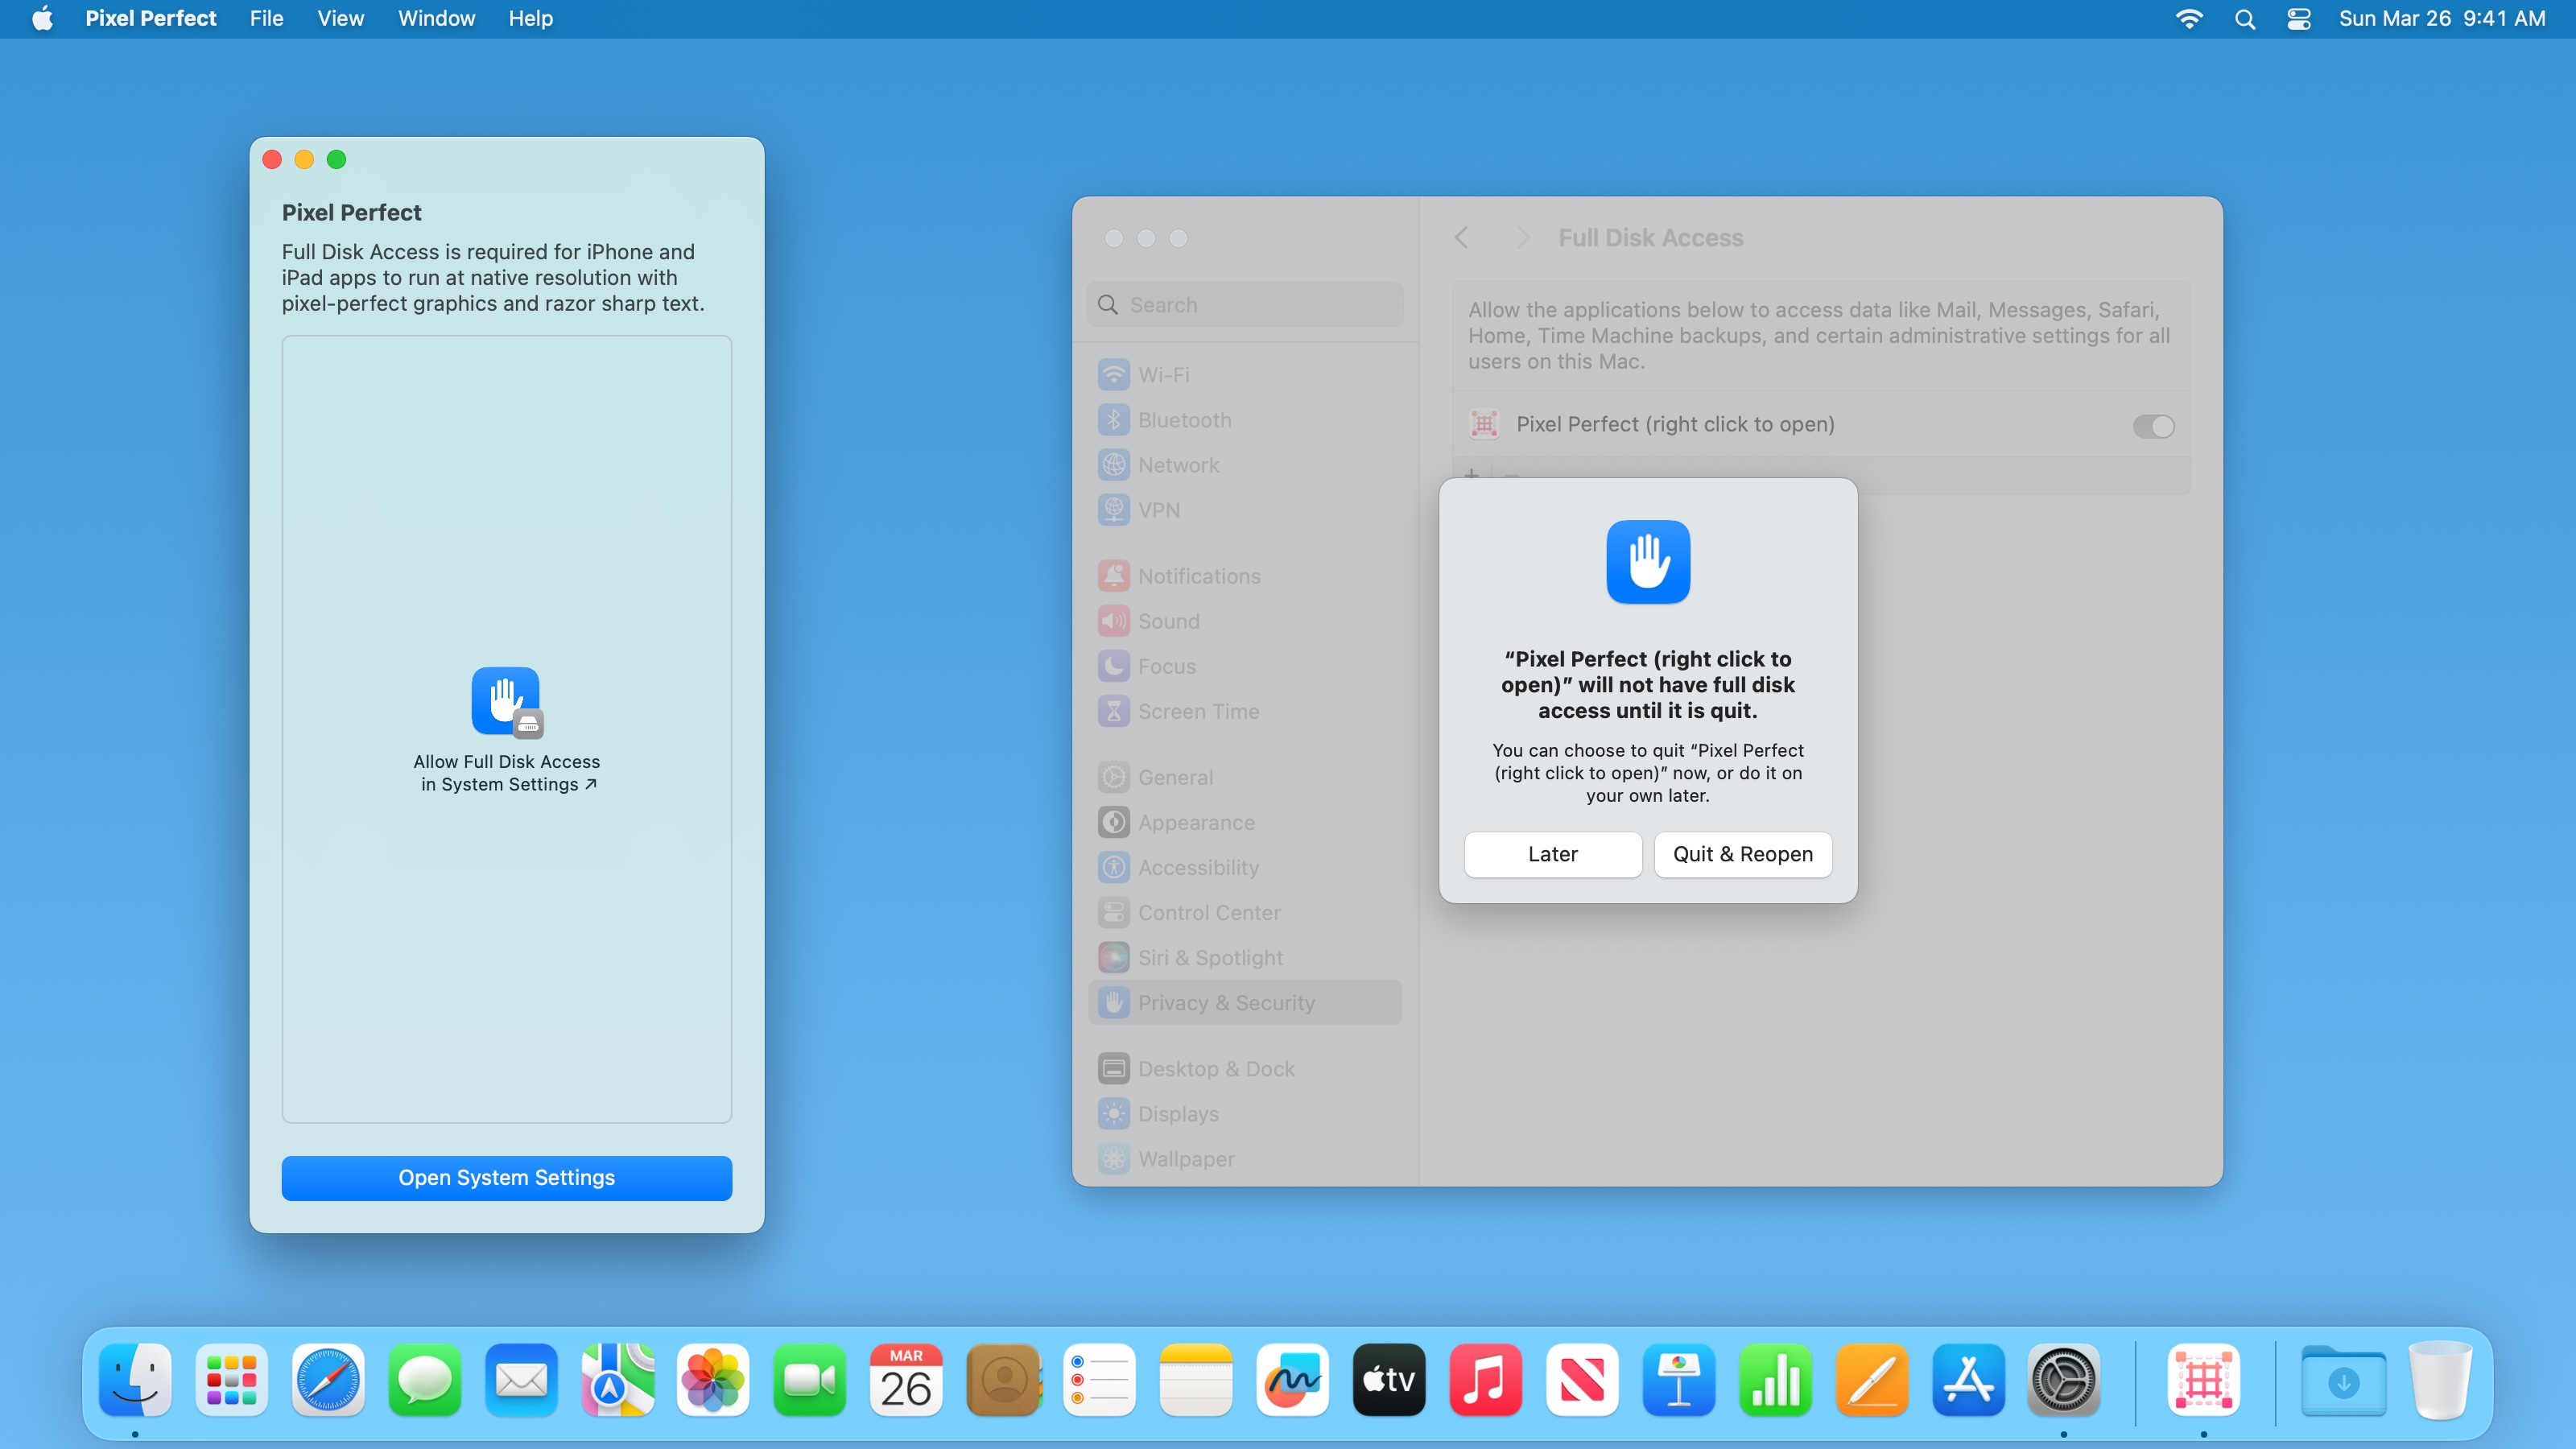 Pixel Perfect File View Window Help
Sun Mar 26 9:41 AM
Pixel Perfect
Full Disk Access is required for iPhone and
iPad apps to run at native resolution with
pixel-perfect graphics and razor sharp text.
Allow Full Disk Access
in System Settings ↗
Open System Settings
Search
Wi-Fi
Bluetooth
Network
VPN
Notifications
Sound
Focus
Screen Time
General
Appearance
Accessibility
Control Center
Siri & Spotlight
Privacy & Security
Desktop & Dock
Displays
Wallpaper
Full Disk Access
Allow the applications below to access data like Mail, Messages, Safari,
Home, Time Machine backups, and certain administrative settings for all
users on this Mac.
Pixel Perfect (right click to open)
“Pixel Perfect (right click to
open)” will not have full disk
access until it is quit.
You can choose to quit “Pixel Perfect
(right click to open)” now, or do it on
your own later.
Later
Quit & Reopen
MAR
26
tv